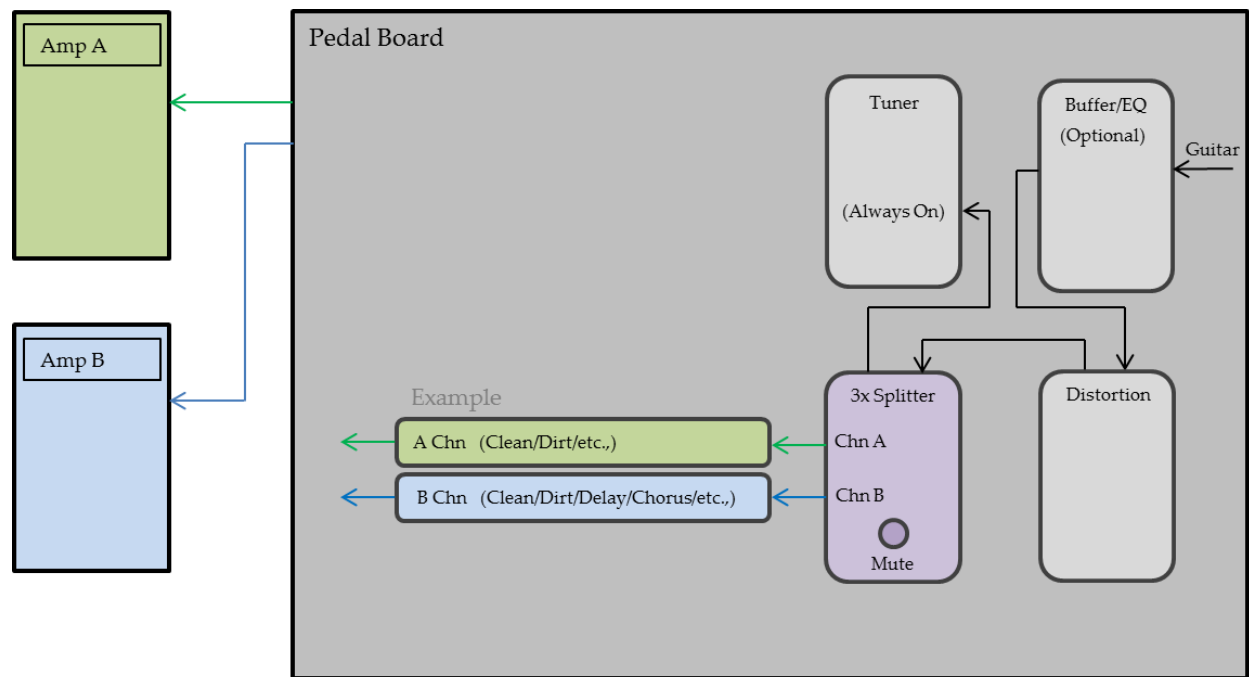 Amp A
Pedal Board
Tuner
(Always On)
Buffer/EQ
(Optional)
Guitar
Amp B
Example
A Chn (Clean/Dirt/etc.,)
B Chn (Clean/Dirt/Delay/Chorus/etc.,)
3x Splitter
Chn A
Chn B
Mute
Distortion